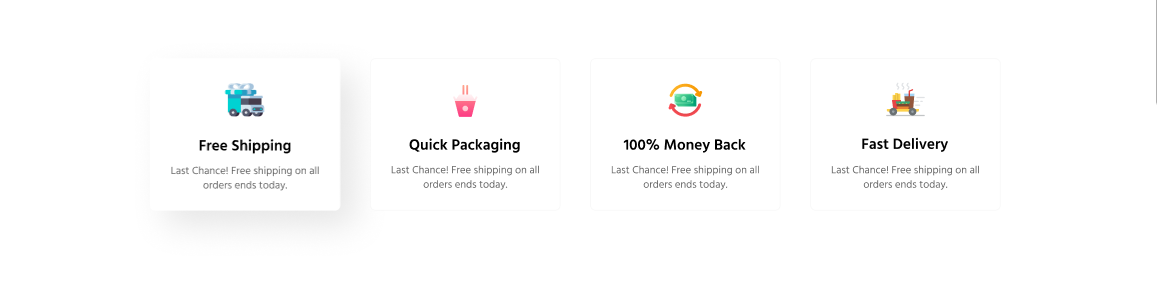 Free Shipping
Last Chance! Free shipping on all
orders ends today.
Quick Packaging
Last Chance! Free shipping on all
orders ends today.
100% Money Back
Last Chance! Free shipping on all
orders ends today.
Fast Delivery
Last Chance! Free shipping on all
orders ends today.